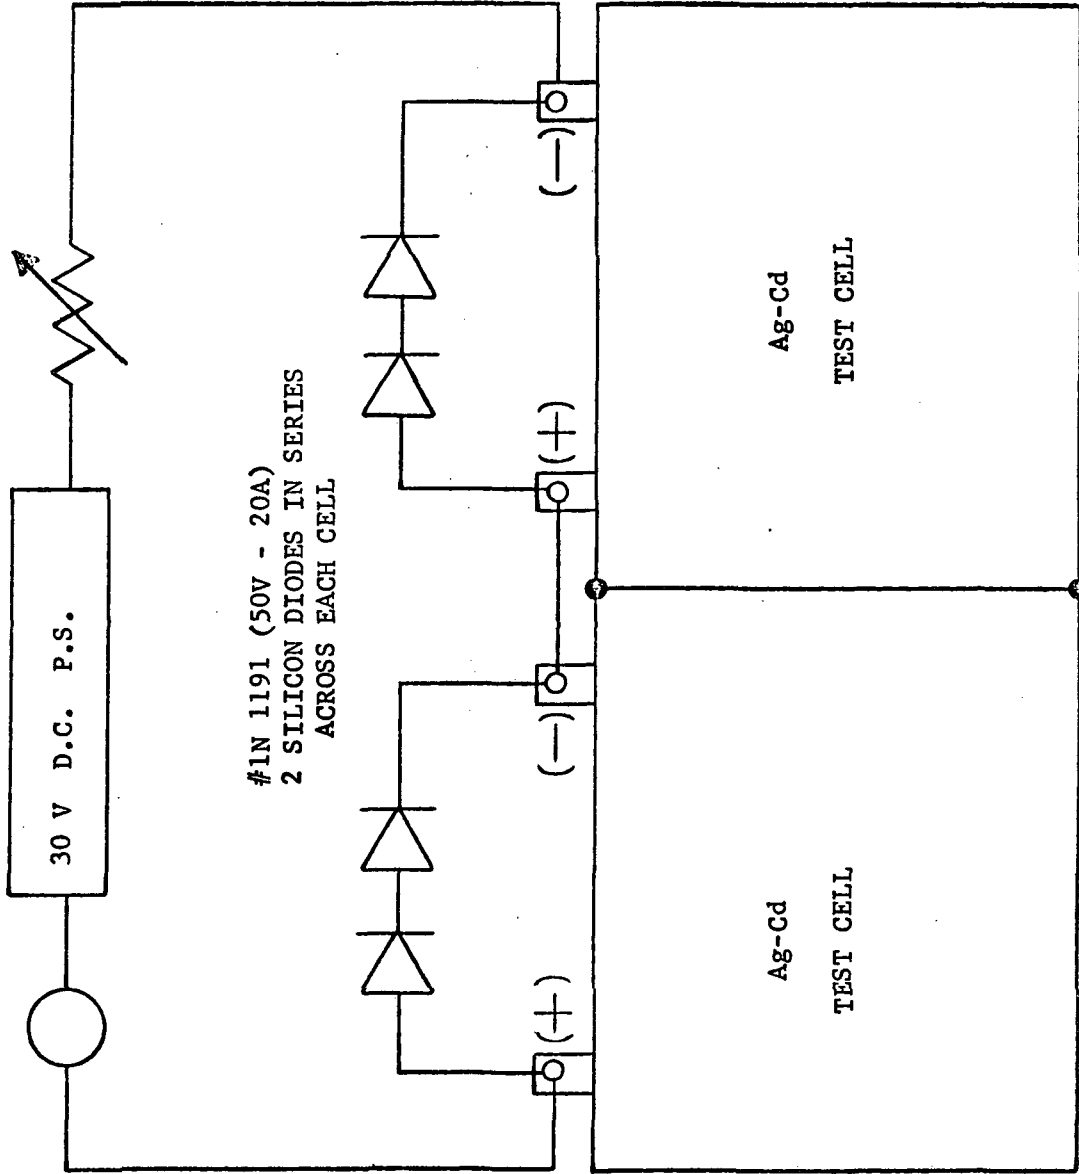 30 V D.C. P.S.
#1N 1191 (50V - 20A)
2 SILICON DIODES IN SERIES
ACROSS EACH CELL
(+)
(—)
(+)
(—)
Ag-Cd
TEST CELL
Ag-Cd
TEST CELL